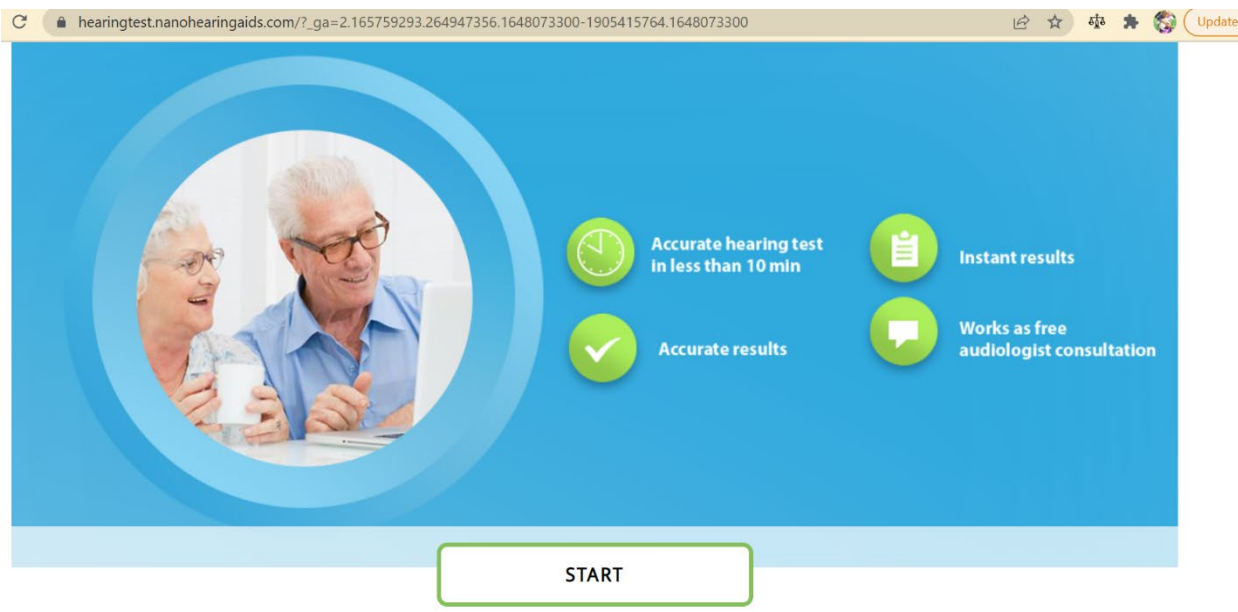 hearingtest.nanohearingaids.com/?_ga=2.165759293.264947356.1648073300-1905415764.1648073300
Update
Accurate hearing test
in less than 10 min
Instant results
Accurate results
Works as free
audiologist consultation
START